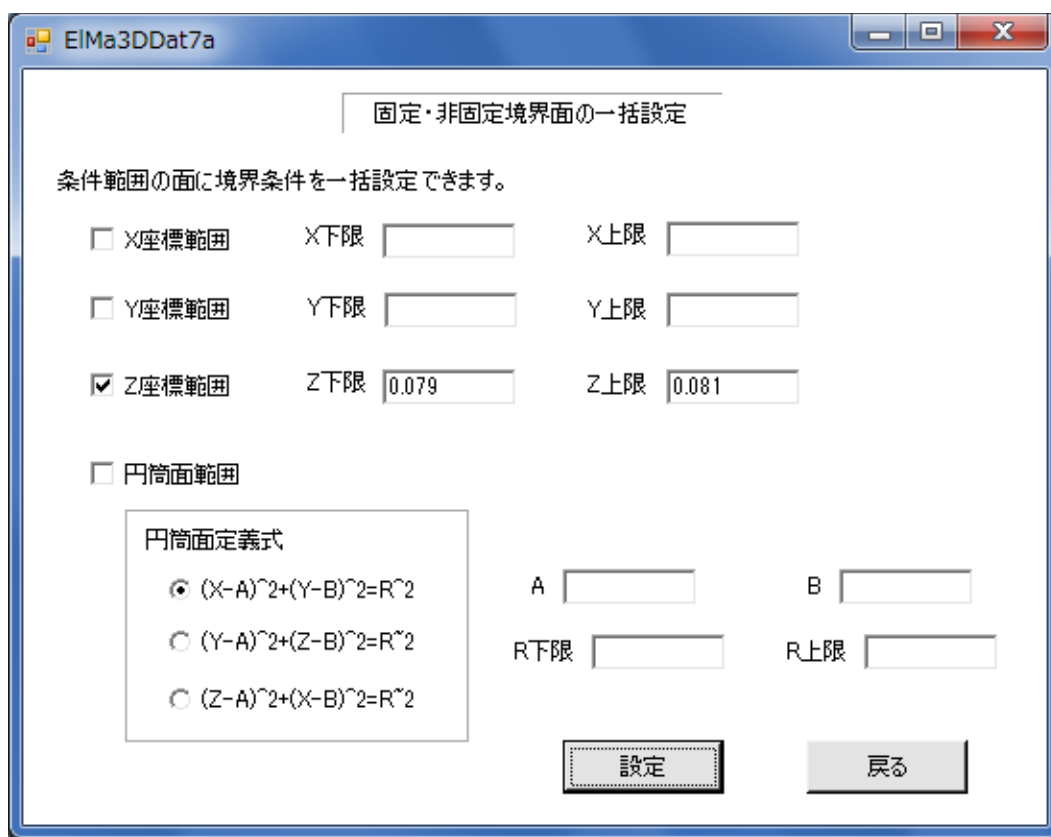 ElMa3DDat7a
固定・非固定境界面の一括設定
条件範囲の面に境界条件を一括設定できます。
X座標範囲 X下限 X上限
Y座標範囲 Y下限 Y上限
Z座標範囲 Z下限 0.079 Z上限 0.081
円筒面範囲
円筒面定義式
(X-A)^2+(Y-B)^2=R^2 A B
(Y-A)^2+(Z-B)^2=R^2 R下限 R上限
(Z-A)^2+(X-B)^2=R^2
設定 戻る